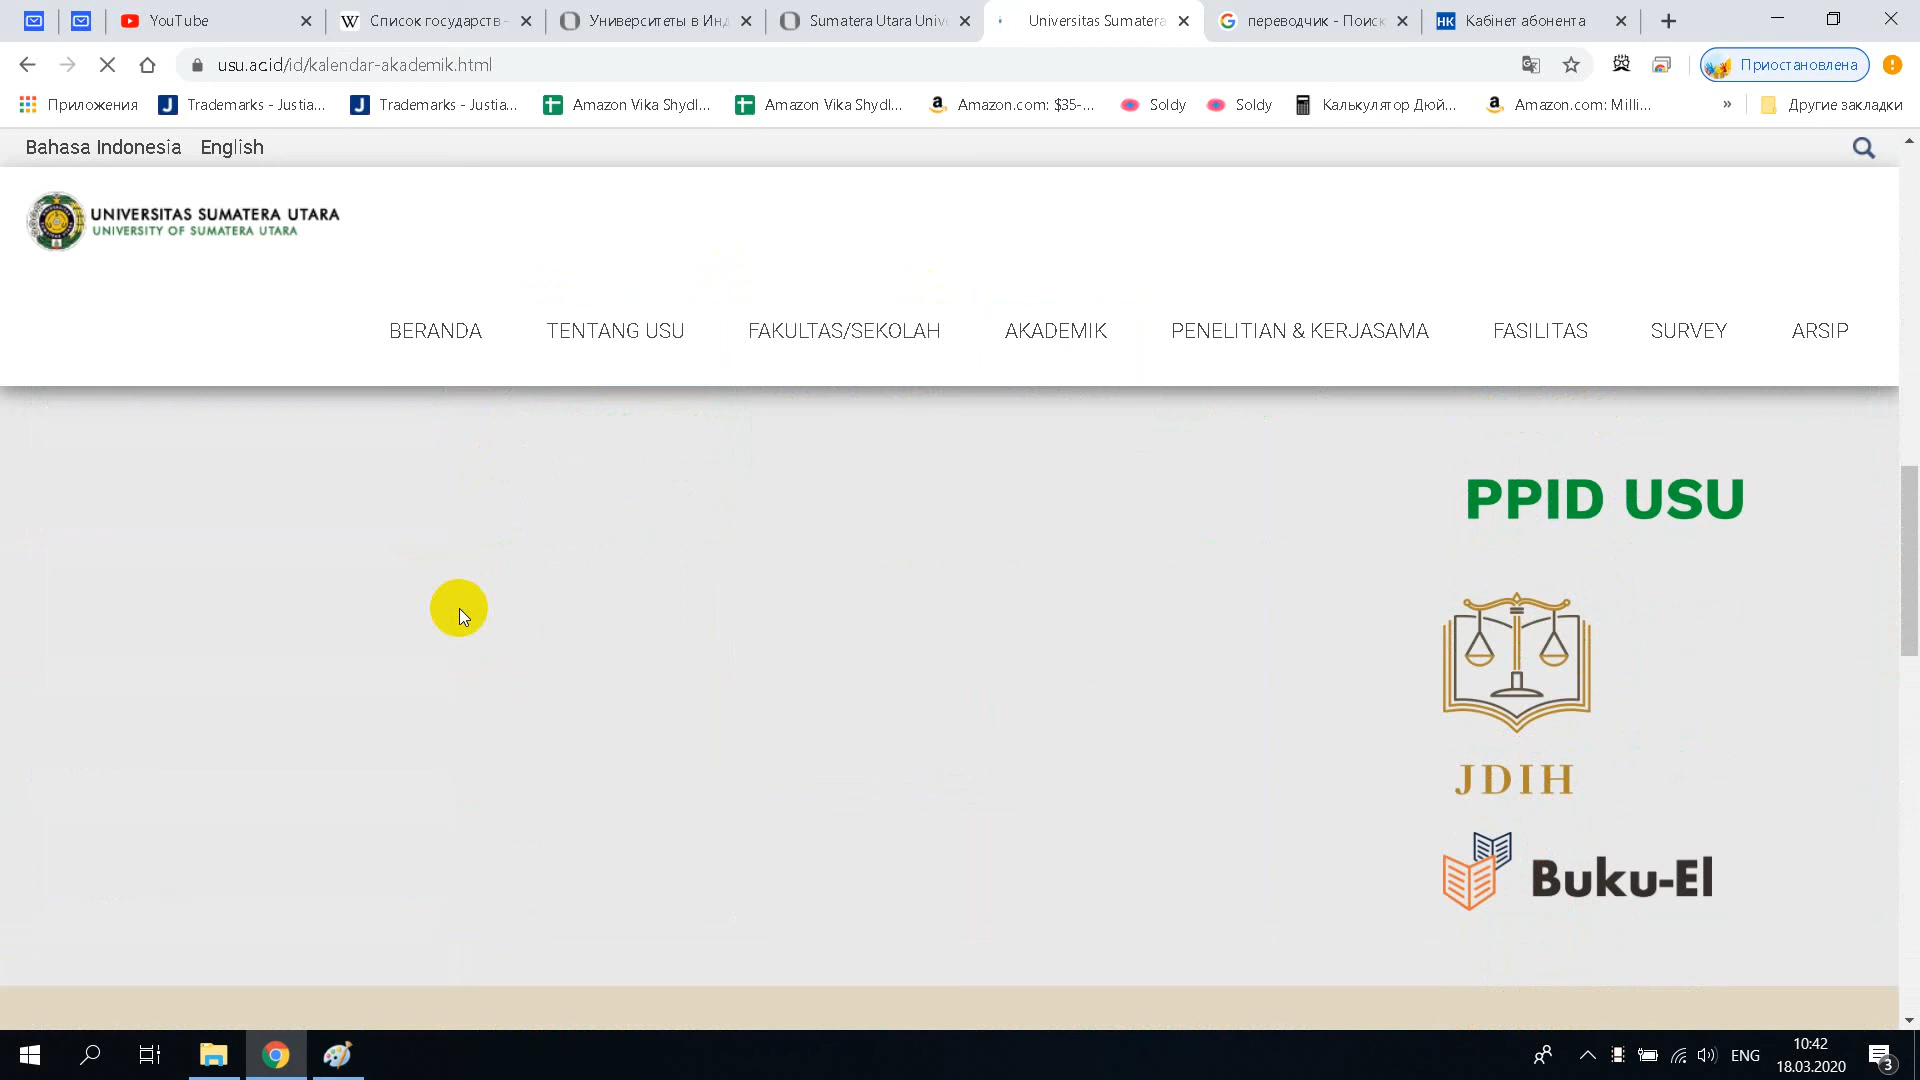 YouTube
Список государств -
Университеты в Инд
Sumatera Utara Unive
Universitas Sumatera
переводчик - Поиск
Кабінет абонента
usu.ac.id/id/kalendar-akademik.html
Приостановлена
Приложения
Trademarks - Justia...
Trademarks - Justia...
Amazon Vika Shydl...
Amazon Vika Shydl...
Amazon.com: $35-...
Soldy
Soldy
Калькулятор Дюй...
Amazon.com: Milli...
»
Другие закладки
Bahasa Indonesia English
UNIVERSITAS SUMATERA UTARA
UNIVERSITY OF SUMATERA UTARA
BERANDA TENTANG USU FAKULTAS/SEKOLAH AKADEMIK PENELITIAN & KERJASAMA FASILITAS SURVEY ARSIP
PPID USU
JDIH
Buku-El
ENG
10:42
18.03.2020
3